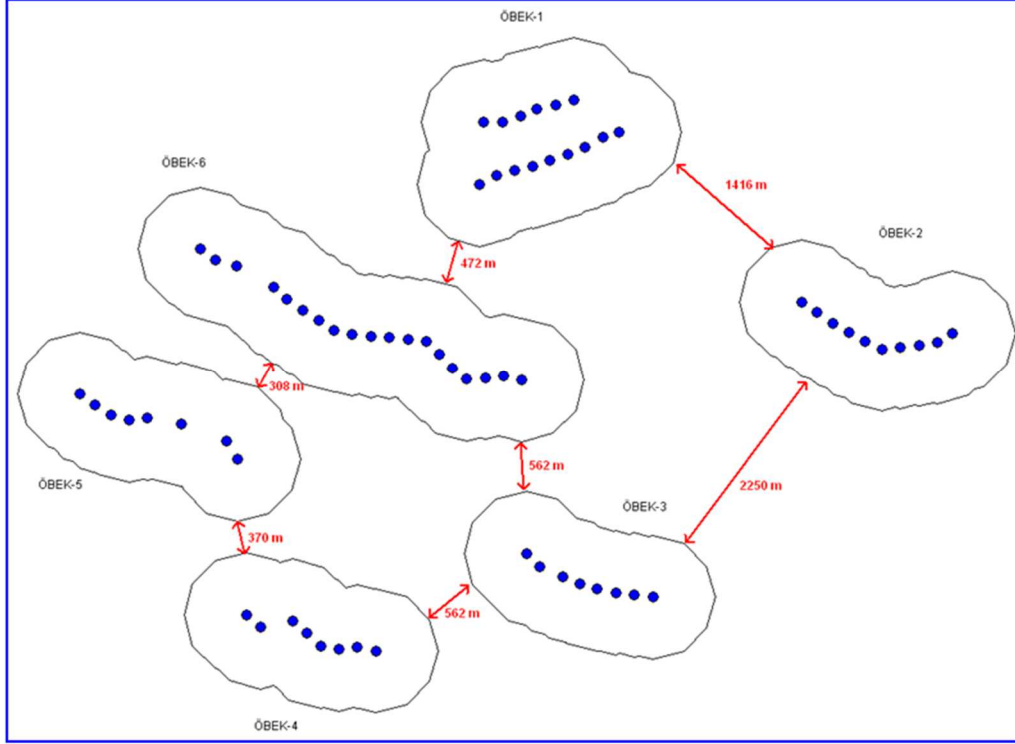 ÖBEK-1
ÖBEK-6
1416 m
ÖBEK-2
472 m
308 m
562 m
ÖBEK-5
2250 m
ÖBEK-3
370 m
562 m
ÖBEK-4